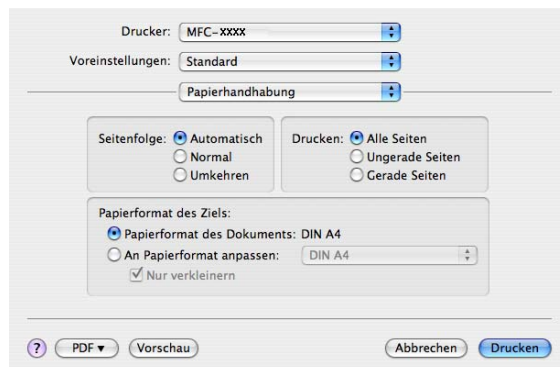 Drucker: MFC-xxxx
Voreinstellungen: Standard
Papierhandhabung
Seitenfolge: Automatisch
Normal
Umkehren
Drucken: Alle Seiten
Ungerade Seiten
Gerade Seiten
Papierformat des Ziels:
Papierformat des Dokuments: DIN A4
An Papierformat anpassen: DIN A4
Nur verkleinern
? PDF Vorschau Abbrechen Drucken